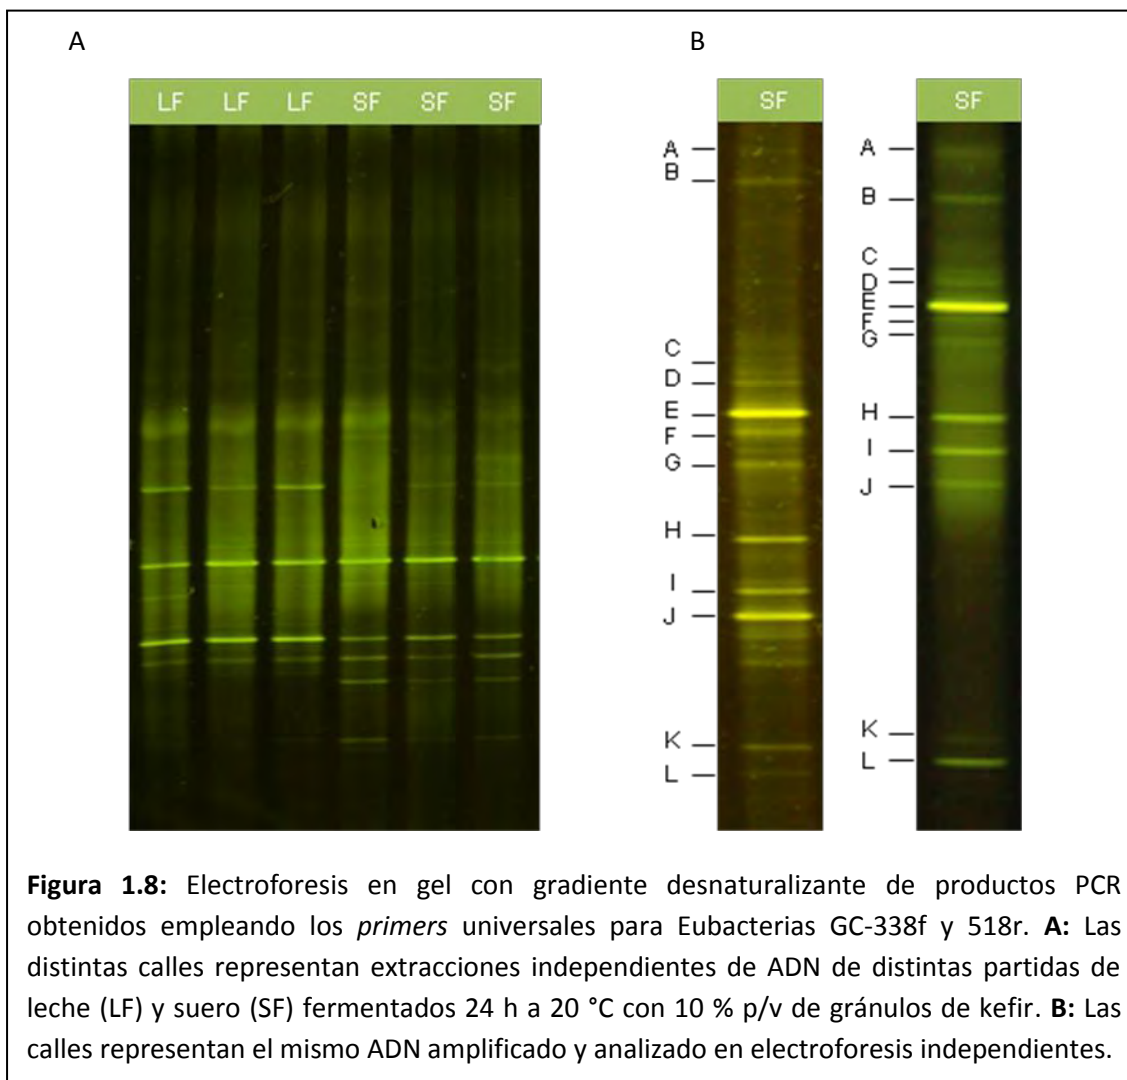 A B
LF LF LF SF SF SF
SF SF
A
B
C
D
E
F
G
H
I
J
K
L
A
B
C
D
E
F
G
H
I
J
K
L
Figura 1.8: Electroforesis en gel con gradiente desnaturalizante de productos PCR
obtenidos empleando los primers universales para Eubacterias GC-338f y 518r. A: Las
distintas calles representan extracciones independientes de ADN de distintas partidas de
leche (LF) y suero (SF) fermentados 24 h a 20 °C con 10 % p/v de gránulos de kefir. B: Las
calles representan el mismo ADN amplificado y analizado en electroforesis independientes.